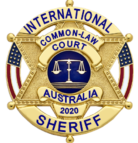 INTERNATIONAL
COMMON-LAW
COURT
AUSTRALIA
2020
SHERIFF